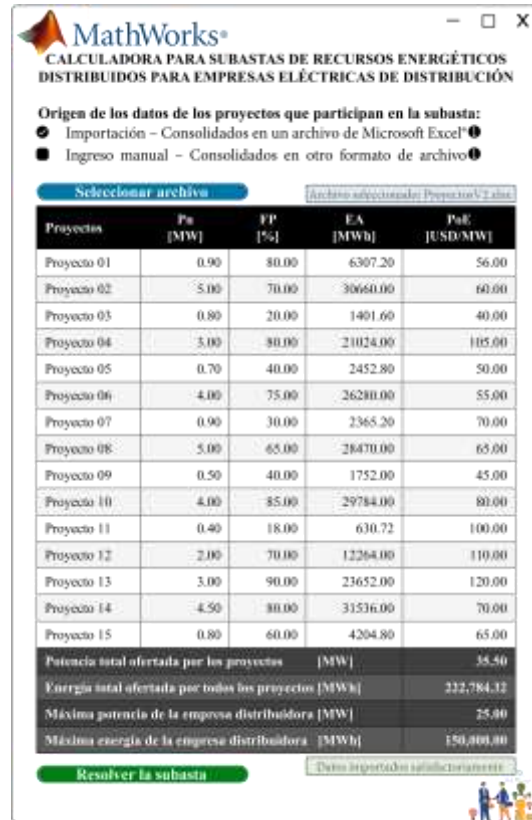 MathWorks®
CALCULADORA PARA SUBASTAS DE RECURSOS ENERGÉTICOS
DISTRIBUIDOS PARA EMPRESAS ELÉCTRICAS DE DISTRIBUCIÓN
Origen de los datos de los proyectos que participan en la subasta:
Importación – Consolidados en un archivo de Microsoft Excel®
Ingreso manual – Consolidados en otro formato de archivo
Seleccionar archivo Archivo seleccionado: ProyectosV2.xlsx
Proyectos Pn [MW] FP [%] EA [MWh] PoE [USD/MW]
Proyecto 01 0.90 80.00 6307.20 56.00
Proyecto 02 5.00 70.00 30660.00 60.00
Proyecto 03 0.80 20.00 1401.60 40.00
Proyecto 04 3.00 80.00 21024.00 105.00
Proyecto 05 0.70 40.00 2452.80 50.00
Proyecto 06 4.00 75.00 26280.00 55.00
Proyecto 07 0.90 30.00 2365.20 70.00
Proyecto 08 5.00 65.00 28470.00 65.00
Proyecto 09 0.50 40.00 1752.00 45.00
Proyecto 10 4.00 85.00 29784.00 80.00
Proyecto 11 0.40 18.00 630.72 100.00
Proyecto 12 2.00 70.00 12264.00 110.00
Proyecto 13 3.00 90.00 23652.00 120.00
Proyecto 14 4.50 80.00 31536.00 70.00
Proyecto 15 0.80 60.00 4204.80 65.00
Potencia total ofertada por los proyectos [MW] 35.50
Energía total ofertada por todos los proyectos [MWh] 222,784.32
Máxima potencia de la empresa distribuidora [MW] 25.00
Máxima energía de la empresa distribuidora [MWh] 150,000.00
Resolver la subasta Datos importados satisfactoriamente